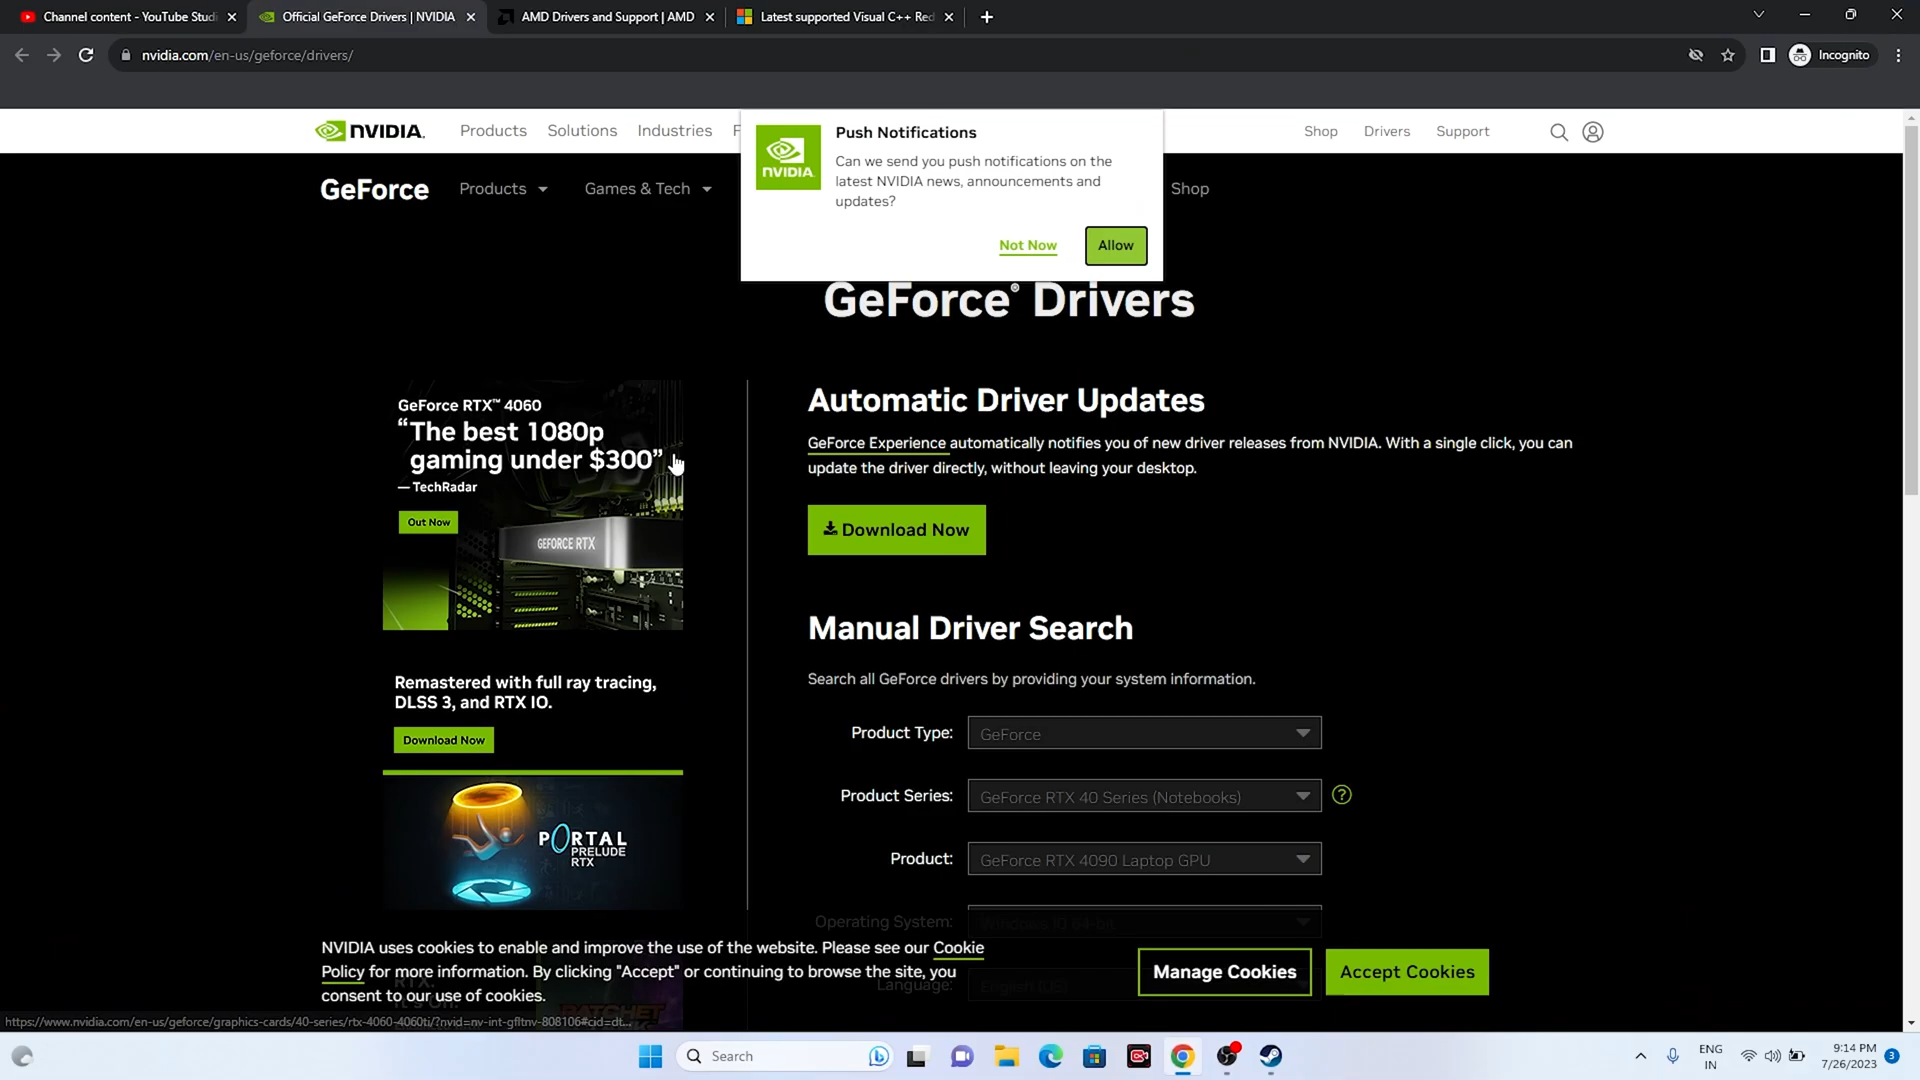 Channel content - YouTube Studi
Official GeForce Drivers | NVIDIA
AMD Drivers and Support | AMD
Latest supported Visual C++ Red
nvidia.com/en-us/geforce/drivers/
Incognito
NVIDIA.
Products
Solutions
Industries
Shop
Drivers
Support
Push Notifications
Can we send you push notifications on the
latest NVIDIA news, announcements and
updates?
Not Now
Allow
NVIDIA.
GeForce
Products
Games & Tech
Shop
GeForce® Drivers
GeForce RTX™ 4060
“The best 1080p
gaming under $300”
— TechRadar
Out Now
GEFORCE RTX
Automatic Driver Updates
GeForce Experience automatically notifies you of new driver releases from NVIDIA. With a single click, you can
update the driver directly, without leaving your desktop.
Download Now
Manual Driver Search
Search all GeForce drivers by providing your system information.
Remastered with full ray tracing,
DLSS 3, and RTX IO.
Download Now
PORTAL
PRELUDE
RTX
Product Type:
GeForce
Product Series:
GeForce RTX 40 Series (Notebooks)
?
Product:
GeForce RTX 4090 Laptop GPU
Operating System:
Windows 10 64-bit
Language:
English (US)
NVIDIA uses cookies to enable and improve the use of the website. Please see our Cookie
Policy for more information. By clicking "Accept" or continuing to browse the site, you
consent to our use of cookies.
Manage Cookies
Accept Cookies
RTX.
It's On.
RATCHET
https://www.nvidia.com/en-us/geforce/graphics-cards/40-series/rtx-4060-4060ti/?nvid=nv-int-gfltnv-808106#cid=dt...
Search
ENG
IN
9:14 PM
7/26/2023
3